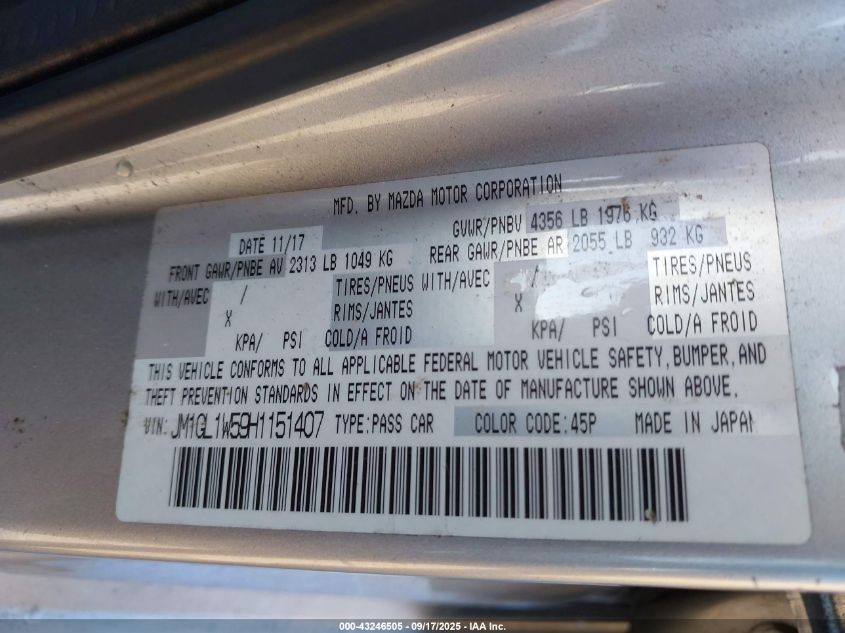 MFD. BY MAZDA MOTOR CORPORATION
DATE 11/17 GVWR/PNBV 4356 LB 1976 KG
FRONT GAWR/PNBE AV 2313 LB 1049 KG REAR GAWR/PNBE AR 2055 LB 932 KG
WITH/AVEC / TIRES/PNEUS WITH/AVEC / TIRES/PNEUS
X RIMS/JANTES X RIMS/JANTES
KPA/ PSI COLD/A FROID KPA/ PSI COLD/A FROID
THIS VEHICLE CONFORMS TO ALL APPLICABLE FEDERAL MOTOR VEHICLE SAFETY, BUMPER, AND
THEFT PREVENTION STANDARDS IN EFFECT ON THE DATE OF MANUFACTURE SHOWN ABOVE.
VIN: JM1GL1W59H1151407 TYPE:PASS CAR COLOR CODE:45P MADE IN JAPAN
000-43246505 - 09/17/2025 - IAA Inc.